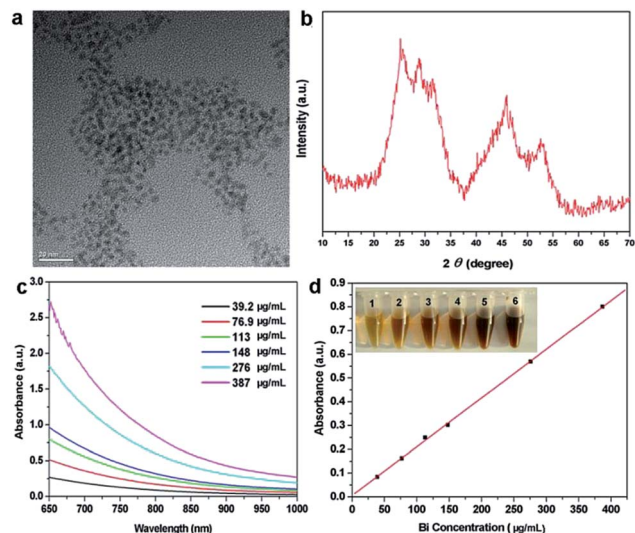 a
20 nm
b
Intensity (a.u.)
10 15 20 25 30 35 40 45 50 55 60 65 70
2 θ (degree)
c
3.0
2.5
2.0
1.5
1.0
0.5
0.0
Absorbance (a.u.)
39.2 µg/mL
76.9 µg/mL
113 µg/mL
148 µg/mL
276 µg/mL
387 µg/mL
650 700 750 800 850 900 950 1000
Wavelength (nm)
d
0.9
0.8
0.7
0.6
0.5
0.4
0.3
0.2
0.1
0.0
Absorbance (a.u.)
1 2 3 4 5 6
0 50 100 150 200 250 300 350 400
Bi Concentration ( µg/mL)